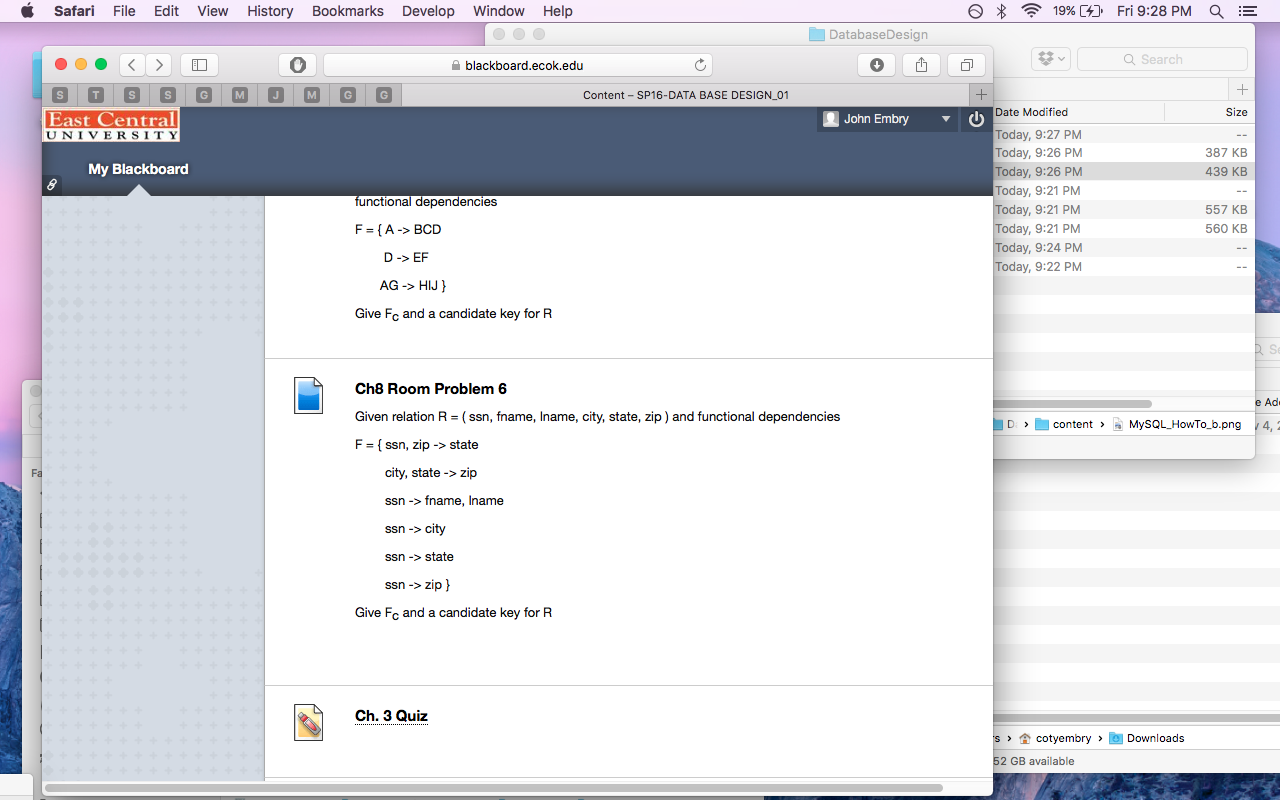 Safari File Edit View History Bookmarks Develop Window Help 19% Fri 9:28 PM
DatabaseDesign
blackboard.ecok.edu
Search
S T S S G M J M G G Content – SP16-DATA BASE DESIGN_01
Date Modified Size
East Central
UNIVERSITY
John Embry
My Blackboard
Today, 9:27 PM --
Today, 9:26 PM 387 KB
Today, 9:26 PM 439 KB
Today, 9:21 PM --
Today, 9:21 PM 557 KB
Today, 9:21 PM 560 KB
Today, 9:24 PM --
Today, 9:22 PM --
functional dependencies
F = { A -> BCD
D -> EF
AG -> HIJ }
Give Fc and a candidate key for R
Ch8 Room Problem 6
Given relation R = ( ssn, fname, lname, city, state, zip ) and functional dependencies
F = { ssn, zip -> state
city, state -> zip
ssn -> fname, lname
ssn -> city
ssn -> state
ssn -> zip }
Give Fc and a candidate key for R
Ch. 3 Quiz
D › content › MySQL_HowTo_b.png
Fa
rs › cotyembry › Downloads
52 GB available